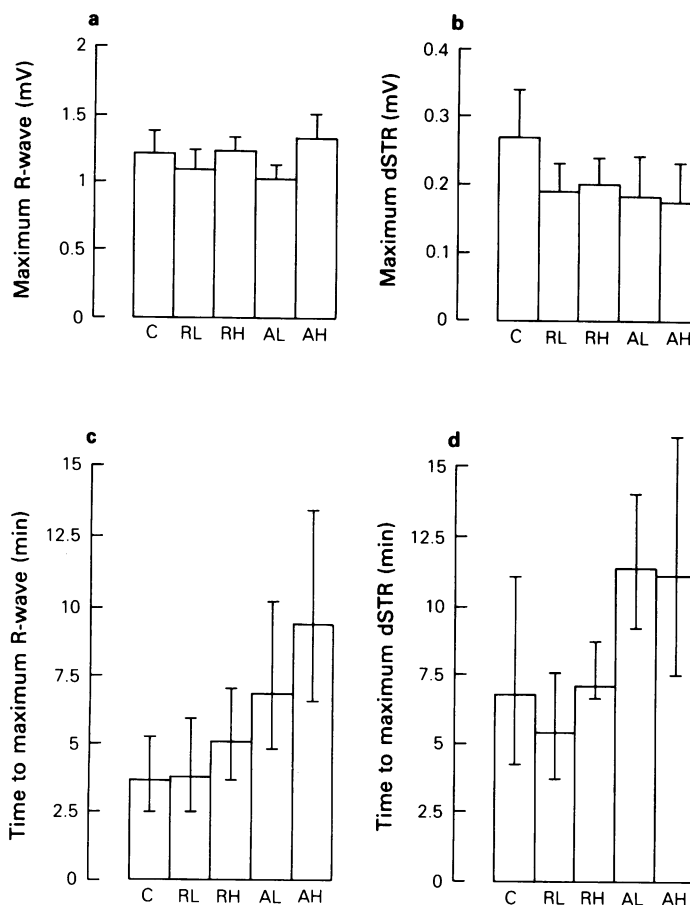 a
Maximum R-wave (mV)
2
1.5
1
0.5
0
C RL RH AL AH
b
Maximum dSTR (mV)
0.4
0.3
0.2
0.1
0
C RL RH AL AH
c
Time to maximum R-wave (min)
15
12.5
10
7.5
5
2.5
0
C RL RH AL AH
d
Time to maximum dSTR (min)
15
12.5
10
7.5
5
2.5
0
C RL RH AL AH